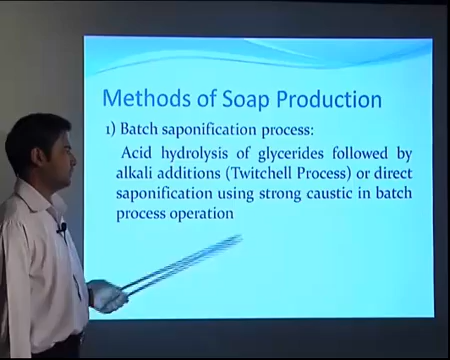 Methods of Soap Production
1) Batch saponification process:
Acid hydrolysis of glycerides followed by
alkali additions (Twitchell Process) or direct
saponification using strong caustic in batch
process operation